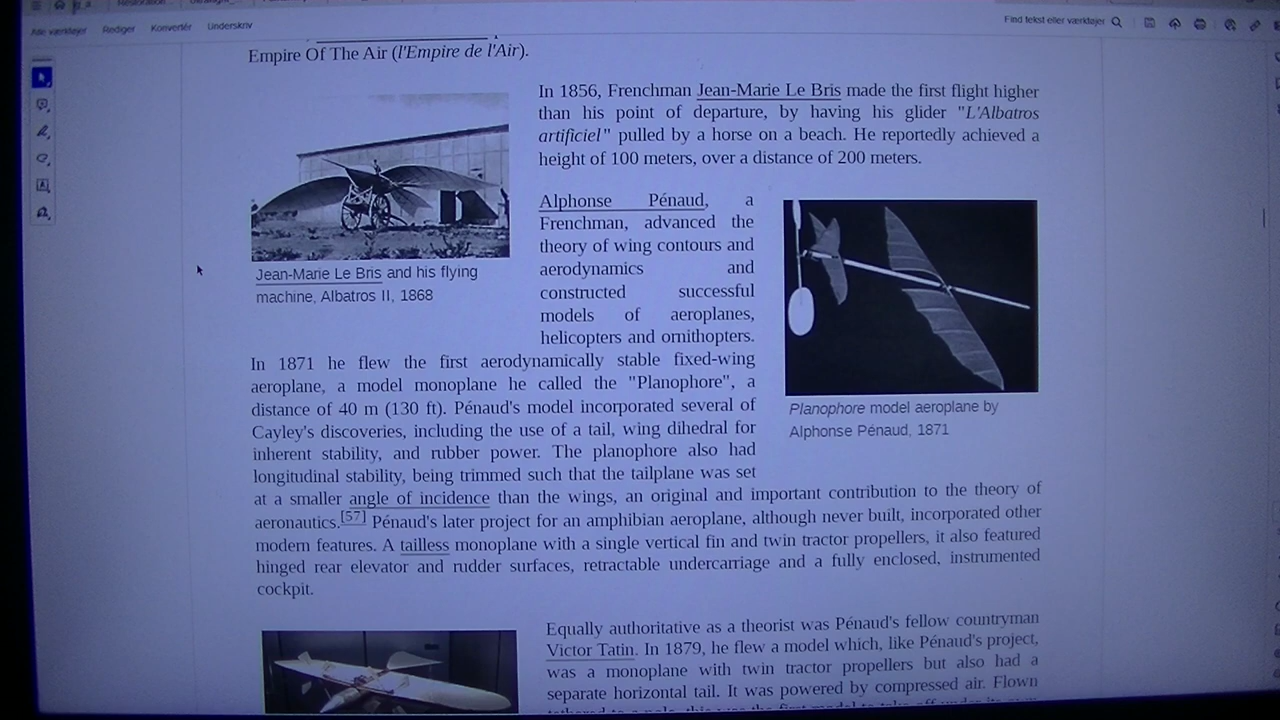 Alle værktøjer Rediger Konvertér Underskriv
Find tekst eller værktøjer
Empire Of The Air (l'Empire de l'Air).
In 1856, Frenchman Jean-Marie Le Bris made the first flight higher
than his point of departure, by having his glider "L'Albatros
artificiel" pulled by a horse on a beach. He reportedly achieved a
height of 100 meters, over a distance of 200 meters.
Jean-Marie Le Bris and his flying
machine, Albatros II, 1868
Alphonse Pénaud, a
Frenchman, advanced the
theory of wing contours and
aerodynamics and
constructed successful
models of aeroplanes,
helicopters and ornithopters.
In 1871 he flew the first aerodynamically stable fixed-wing
aeroplane, a model monoplane he called the "Planophore", a
distance of 40 m (130 ft). Pénaud's model incorporated several of
Cayley's discoveries, including the use of a tail, wing dihedral for
inherent stability, and rubber power. The planophore also had
longitudinal stability, being trimmed such that the tailplane was set
at a smaller angle of incidence than the wings, an original and important contribution to the theory of
aeronautics.[57] Pénaud's later project for an amphibian aeroplane, although never built, incorporated other
modern features. A tailless monoplane with a single vertical fin and twin tractor propellers, it also featured
hinged rear elevator and rudder surfaces, retractable undercarriage and a fully enclosed, instrumented
cockpit.
Planophore model aeroplane by
Alphonse Pénaud, 1871
Equally authoritative as a theorist was Pénaud's fellow countryman
Victor Tatin. In 1879, he flew a model which, like Pénaud's project,
was a monoplane with twin tractor propellers but also had a
separate horizontal tail. It was powered by compressed air. Flown